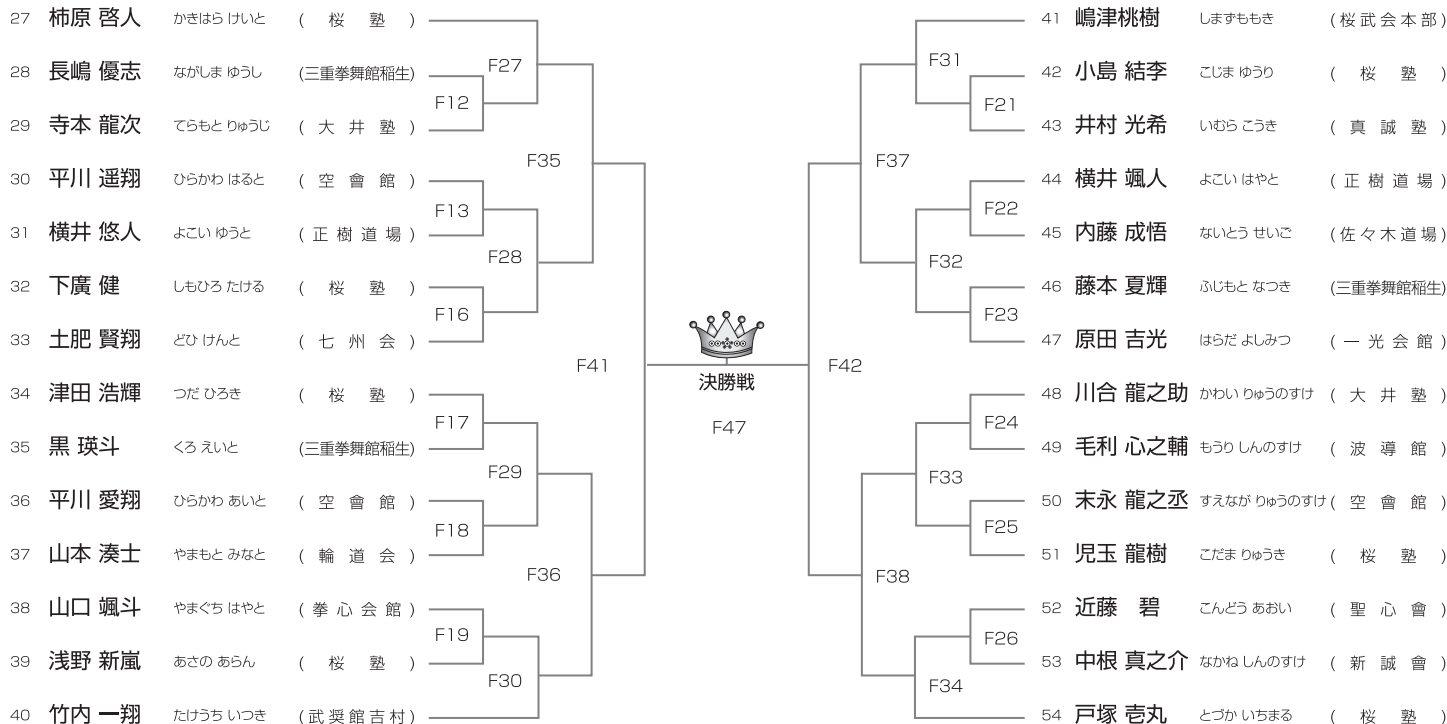 27 柿原 啓人 かきはら けいと (桜塾)
28 長嶋 優志 ながしま ゆうし (三重拳舞館稲生)
29 寺本 龍次 てらもと りゅうじ (大井塾)
30 平川 遥翔 ひらかわ はると (空會館)
31 横井 悠人 よこい ゆうと (正樹道場)
32 下廣 健 しもひろ たける (桜塾)
33 土肥 賢翔 どひ けんと (七州会)
34 津田 浩輝 つだ ひろき (桜塾)
35 黒 瑛斗 くろ えいと (三重拳舞館稲生)
36 平川 愛翔 ひらかわ あいと (空會館)
37 山本 湊士 やまもと みなと (輪道会)
38 山口 颯斗 やまぐち はやと (拳心会館)
39 浅野 新嵐 あさの あらん (桜塾)
40 竹内 一翔 たけうち いつき (武奨館吉村)
F12
F13
F16
F17
F18
F19
F27
F28
F29
F30
F35
F36
F41
決勝戦
F47
F42
F37
F38
F31
F32
F33
F34
F21
F22
F23
F24
F25
F26
41 嶋津桃樹 しまずももき (桜武会本部)
42 小島 結李 こじま ゆうり (桜塾)
43 井村 光希 いむら こうき (真誠塾)
44 横井 颯人 よこい はやと (正樹道場)
45 内藤 成悟 ないとう せいご (佐々木道場)
46 藤本 夏輝 ふじもと なつき (三重拳舞館稲生)
47 原田 吉光 はらだ よしみつ (一光会館)
48 川合 龍之助 かわい りゅうのすけ (大井塾)
49 毛利 心之輔 もうり しんのすけ (波導館)
50 末永 龍之丞 すえなが りゅうのすけ (空會館)
51 児玉 龍樹 こだま りゅうき (桜塾)
52 近藤 碧 こんどう あおい (聖心會)
53 中根 真之介 なかね しんのすけ (新誠會)
54 戸塚 壱丸 とづか いちまる (桜塾)